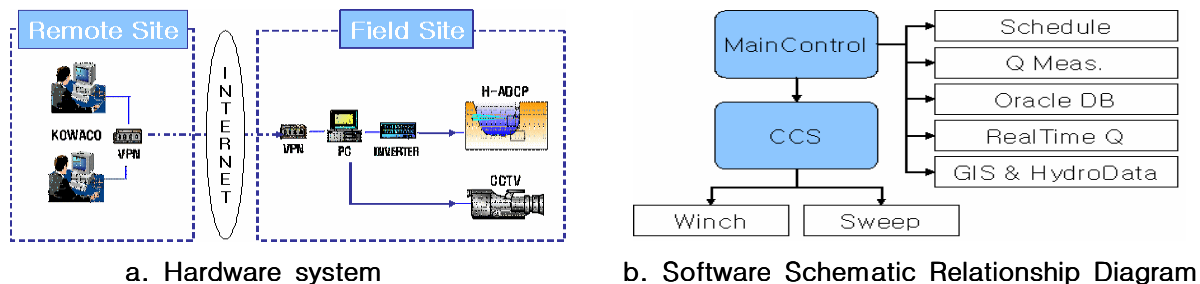 Remote Site
Field Site
INTERNET
KOWACO
VPN
VPN
PC
INVERTER
H-ADCP
CCTV
a. Hardware system
MainControl
CCS
Winch
Sweep
Schedule
Q Meas.
Oracle DB
RealTime Q
GIS & HydroData
b. Software Schematic Relationship Diagram